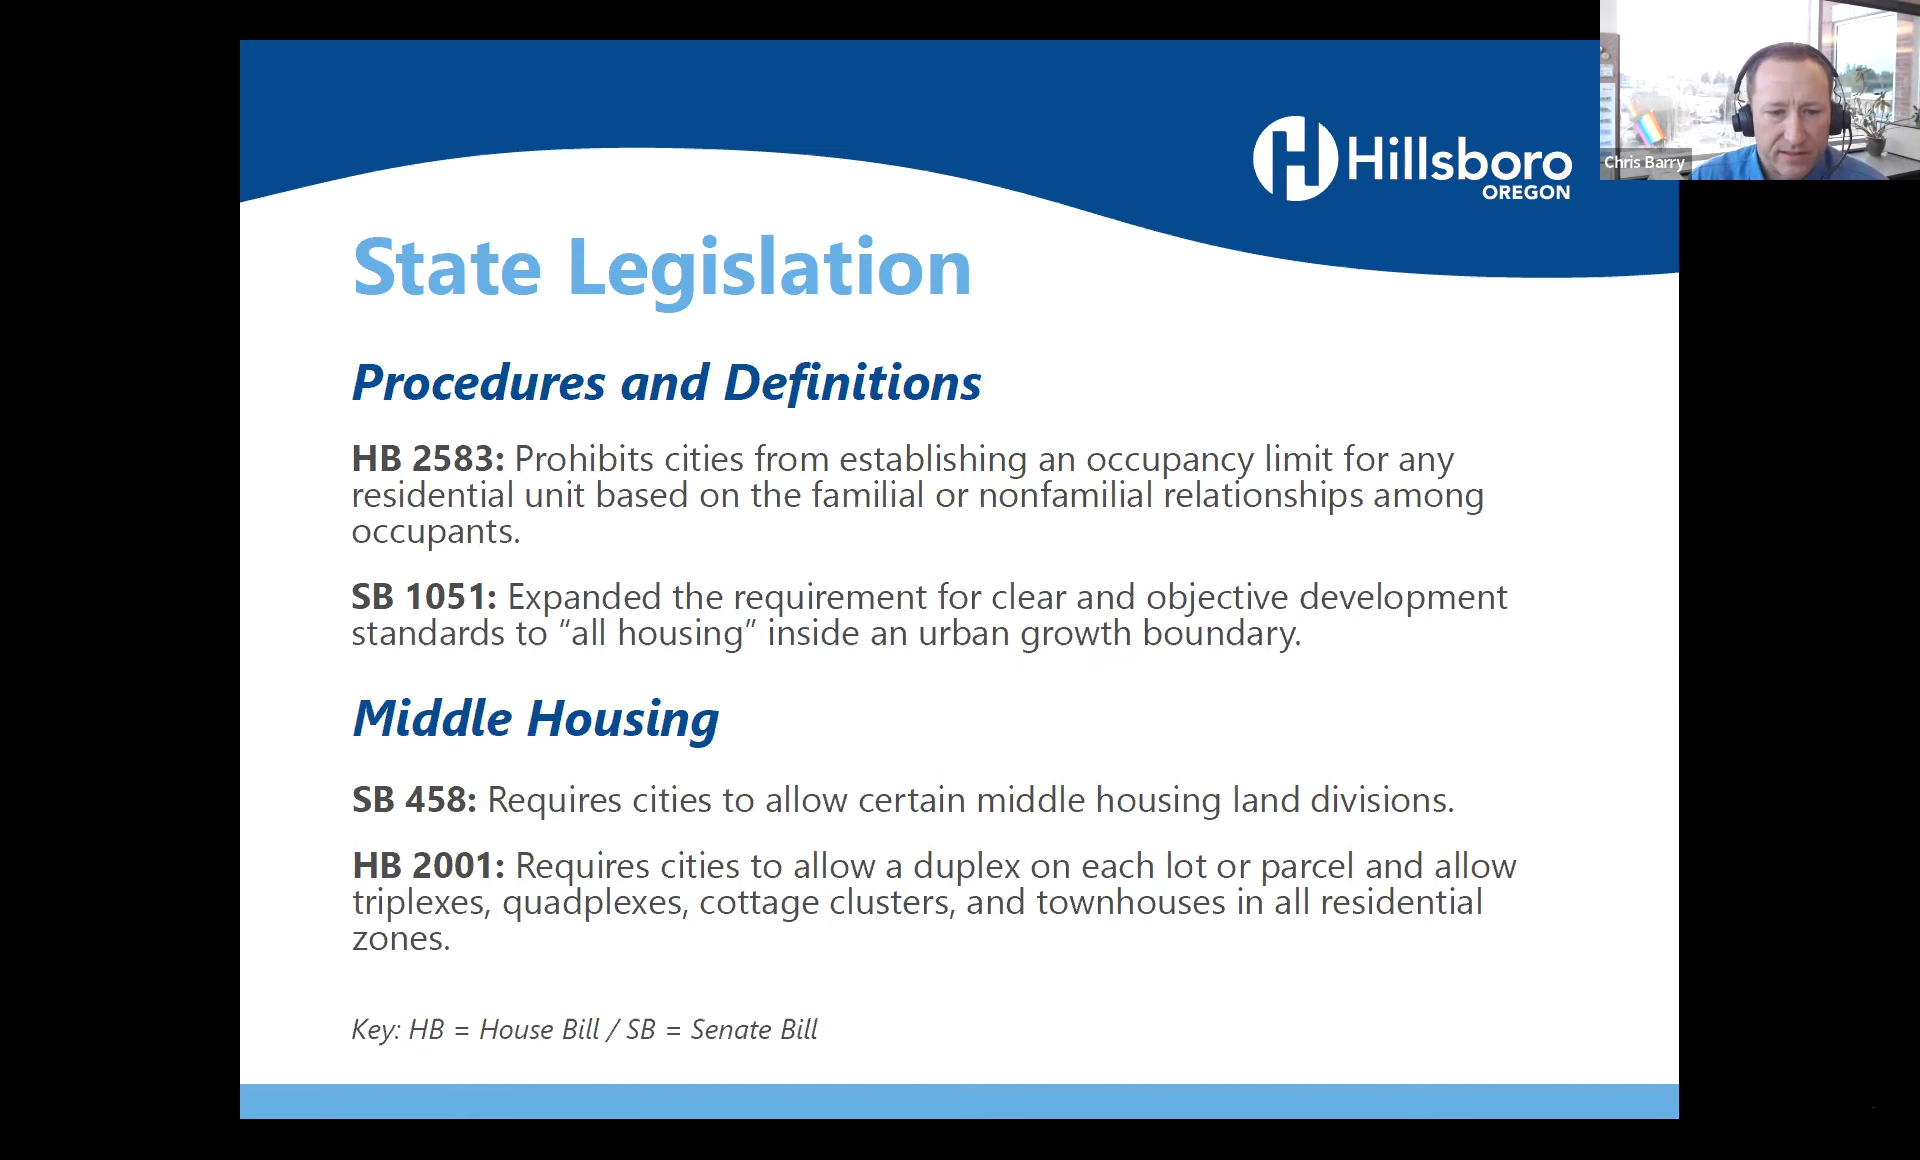 Hillsboro
OREGON
Chris Barry
State Legislation
Procedures and Definitions
HB 2583: Prohibits cities from establishing an occupancy limit for any
residential unit based on the familial or nonfamilial relationships among
occupants.
SB 1051: Expanded the requirement for clear and objective development
standards to “all housing” inside an urban growth boundary.
Middle Housing
SB 458: Requires cities to allow certain middle housing land divisions.
HB 2001: Requires cities to allow a duplex on each lot or parcel and allow
triplexes, quadplexes, cottage clusters, and townhouses in all residential
zones.
Key: HB = House Bill / SB = Senate Bill